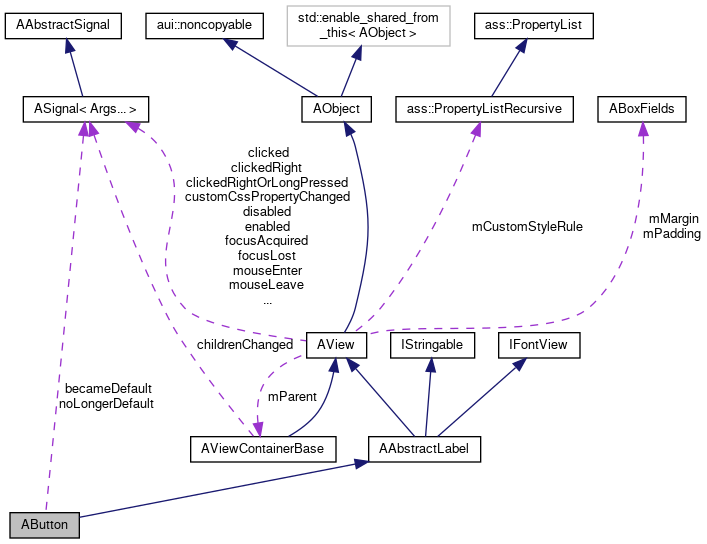 AAbstractSignal
aui::noncopyable
std::enable_shared_from
_this< AObject >
ass::PropertyList
ASignal< Args... >
AObject
ass::PropertyListRecursive
ABoxFields
clicked
clickedRight
clickedRightOrLongPressed
customCssPropertyChanged
disabled
enabled
focusAcquired
focusLost
mouseEnter
mouseLeave
...
mCustomStyleRule
mMargin
mPadding
childrenChanged
AView
IStringable
IFontView
becameDefault
noLongerDefault
mParent
AViewContainerBase
AAbstractLabel
AButton